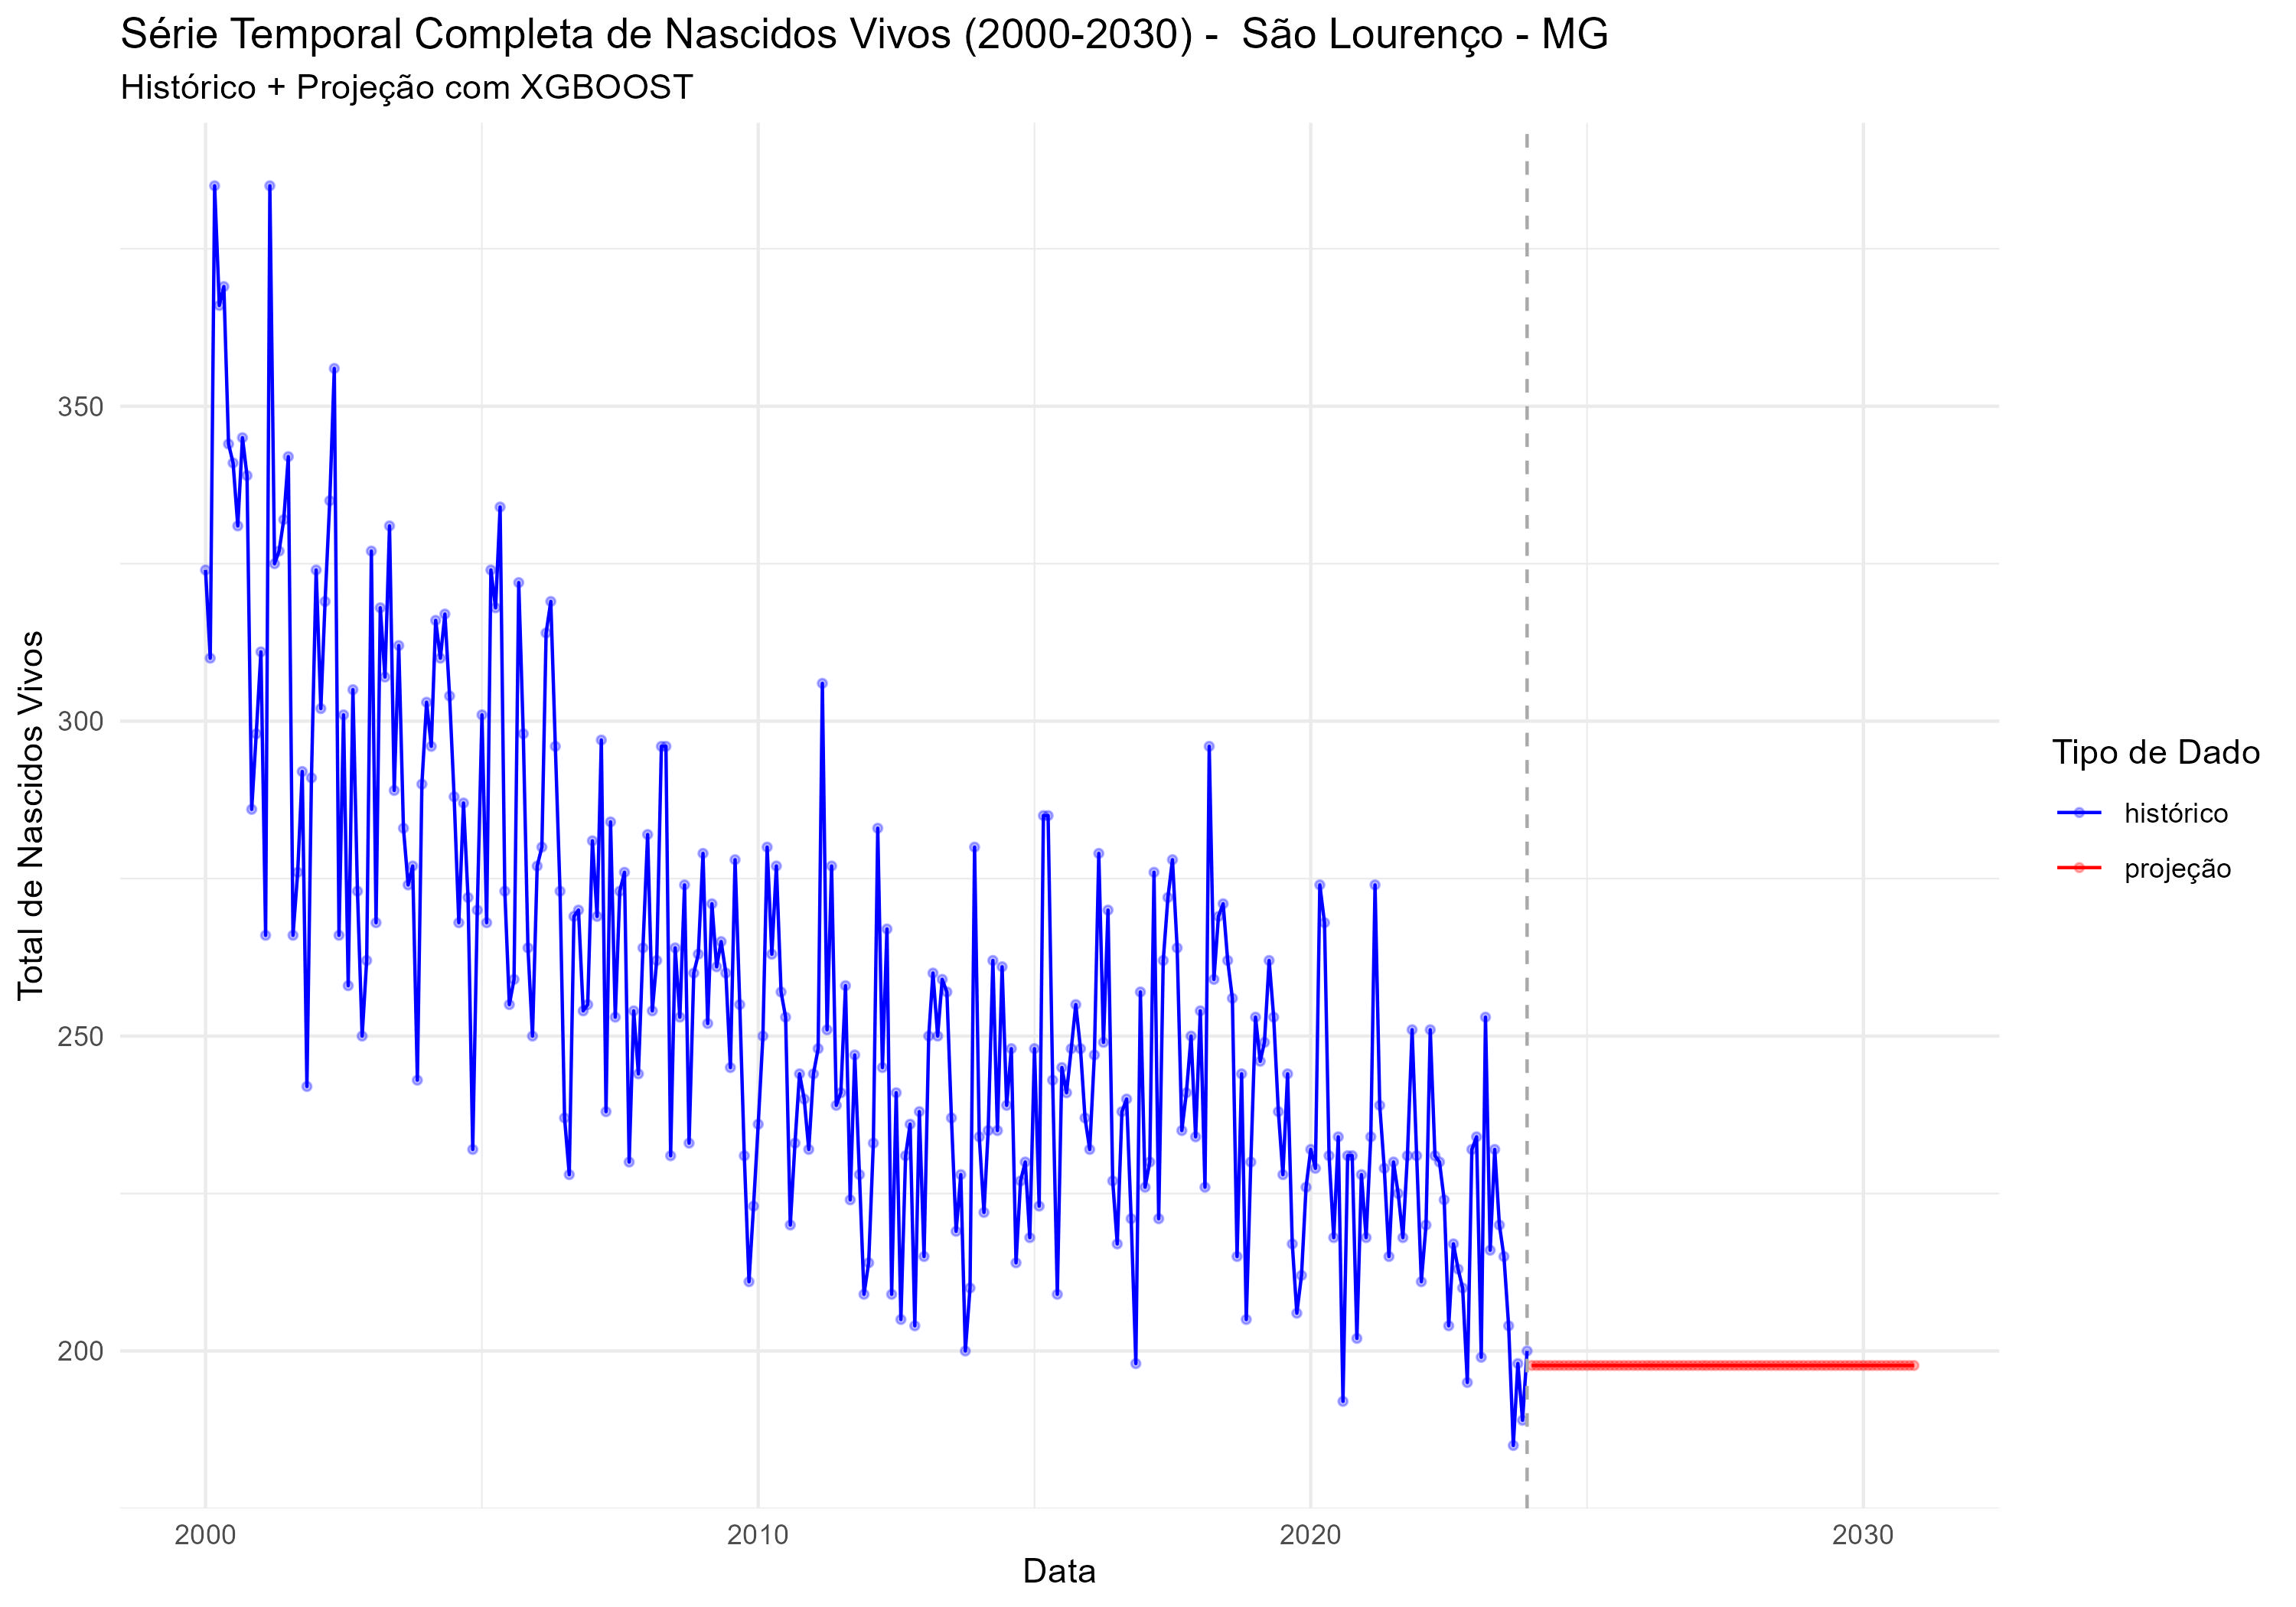 Série Temporal Completa de Nascidos Vivos (2000-2030) -  São Lourenço - MG
Histórico + Projeção com XGBOOST
Total de Nascidos Vivos
350
300
250
200
2000
2010
2020
2030
Data
Tipo de Dado
histórico
projeção